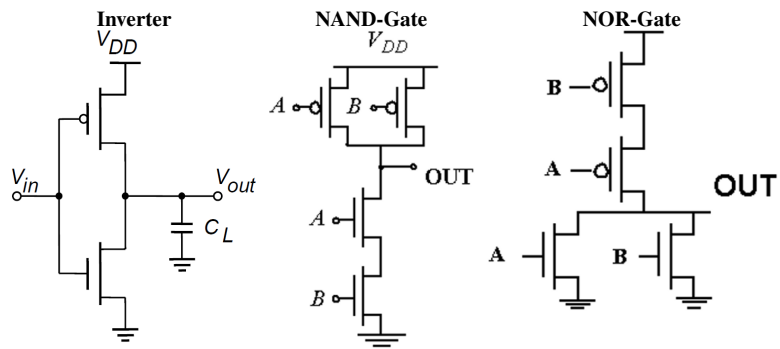 Inverter
V_DD
V_in
V_out
C_L
NAND-Gate
V_DD
A
B
OUT
A
B
NOR-Gate
B
A
OUT
A
B